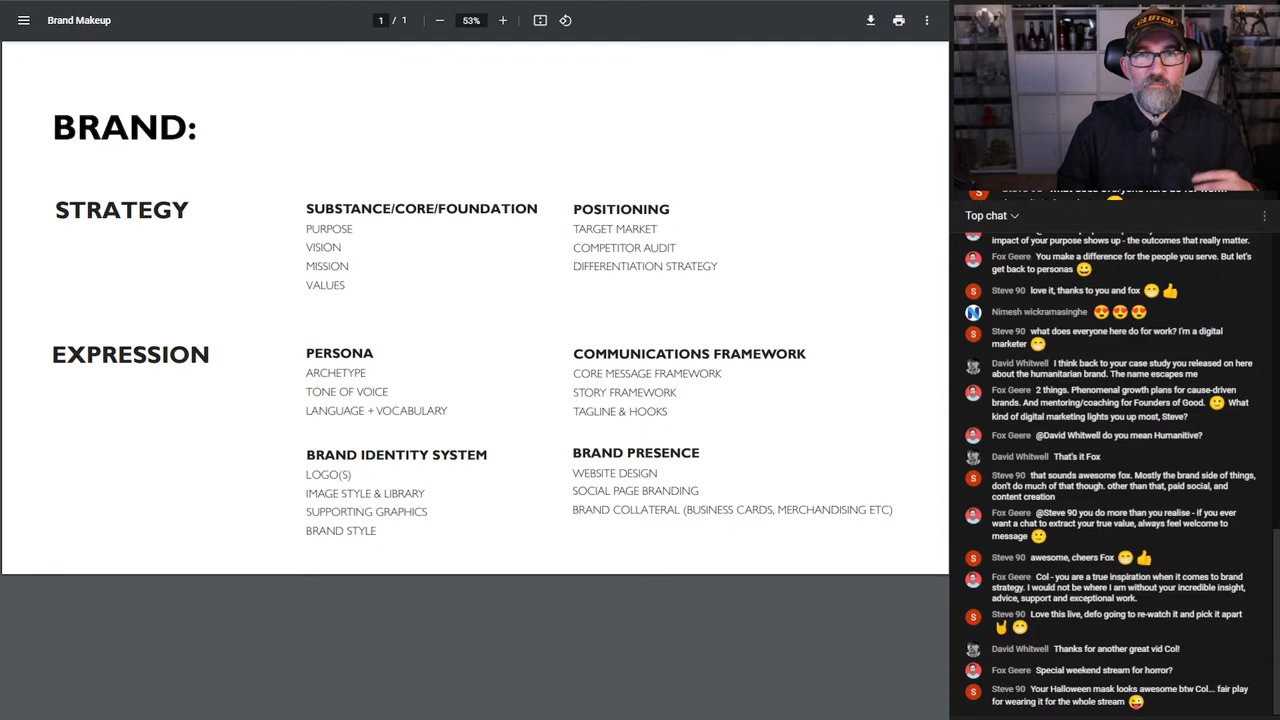 Brand Makeup
1 / 1
53%
BRAND:
STRATEGY
SUBSTANCE/CORE/FOUNDATION
PURPOSE
VISION
MISSION
VALUES
POSITIONING
TARGET MARKET
COMPETITOR AUDIT
DIFFERENTIATION STRATEGY
EXPRESSION
PERSONA
ARCHETYPE
TONE OF VOICE
LANGUAGE + VOCABULARY
COMMUNICATIONS FRAMEWORK
CORE MESSAGE FRAMEWORK
STORY FRAMEWORK
TAGLINE & HOOKS
BRAND IDENTITY SYSTEM
LOGO(S)
IMAGE STYLE & LIBRARY
SUPPORTING GRAPHICS
BRAND STYLE
BRAND PRESENCE
WEBSITE DESIGN
SOCIAL PAGE BRANDING
BRAND COLLATERAL (BUSINESS CARDS, MERCHANDISING ETC)
CLUTCH
Top chat
impact of your purpose shows up - the outcomes that really matter.
Fox Geere You make a difference for the people you serve. But let's
get back to personas 😀
S Steve 90 love it, thanks to you and fox 😁👍
N Nimesh wickramasinghe 😍😍😍
S Steve 90 what does everyone here do for work? I'm a digital
marketer 😁
David Whitwell I think back to your case study you released on here
about the humanitarian brand. The name escapes me
Fox Geere 2 things. Phenomenal growth plans for cause-driven
brands. And mentoring/coaching for Founders of Good. 🙂 What
kind of digital marketing lights you up most, Steve?
Fox Geere @David Whitwell do you mean Humanitive?
David Whitwell That's it Fox
S Steve 90 that sounds awesome fox. Mostly the brand side of things,
don't do much of that though. other than that, paid social, and
content creation
Fox Geere @Steve 90 you do more than you realise - if you ever
want a chat to extract your true value, always feel welcome to
message 🙂
S Steve 90 awesome, cheers Fox 😁👍
Fox Geere Col - you are a true inspiration when it comes to brand
strategy. I would not be where I am without your incredible insight,
advice, support and exceptional work.
S Steve 90 Love this live, defo going to re-watch it and pick it apart
🤘😁
David Whitwell Thanks for another great vid Col!
Fox Geere Special weekend stream for horror?
S Steve 90 Your Halloween mask looks awesome btw Col... fair play
for wearing it for the whole stream 😜